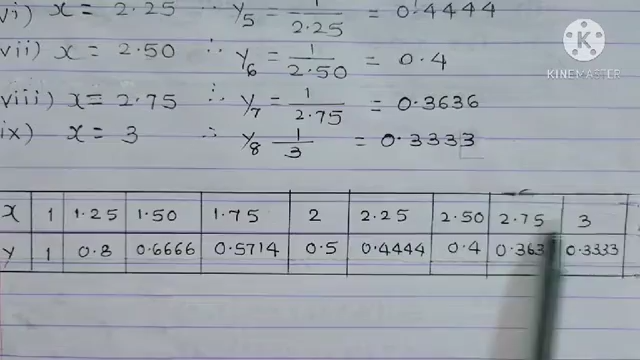 vi) x = 2.25 ∴ y₅ = 1/2.25 = 0.4444
vii) x = 2.50 ∴ y₆ = 1/2.50 = 0.4
KINEMASTER
viii) x = 2.75 ∴ y₇ = 1/2.75 = 0.3636
ix) x = 3 ∴ y₈ 1/3 = 0.3333
X 1 1.25 1.50 1.75 2 2.25 2.50 2.75 3
Y 1 0.8 0.6666 0.5714 0.5 0.4444 0.4 0.363 0.3333